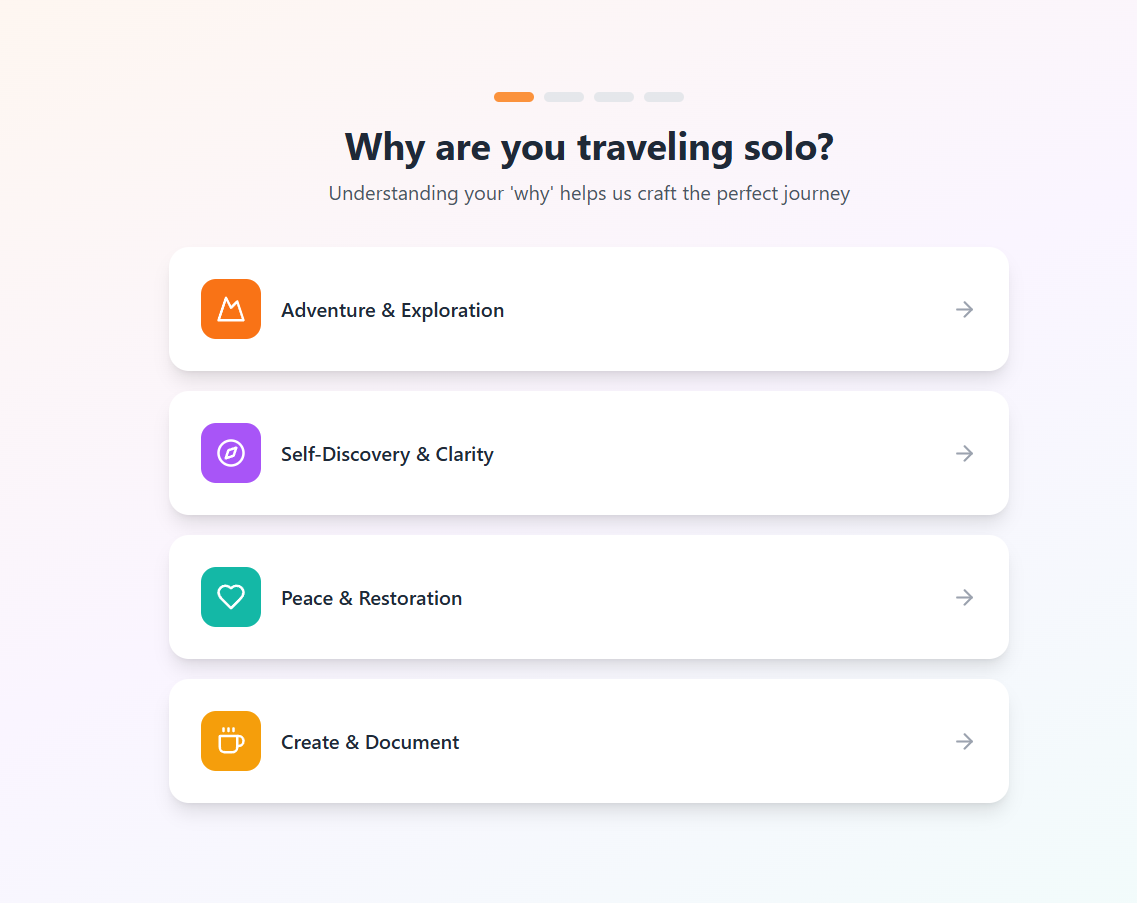 Why are you traveling solo?
Understanding your 'why' helps us craft the perfect journey
Adventure & Exploration
Self-Discovery & Clarity
Peace & Restoration
Create & Document